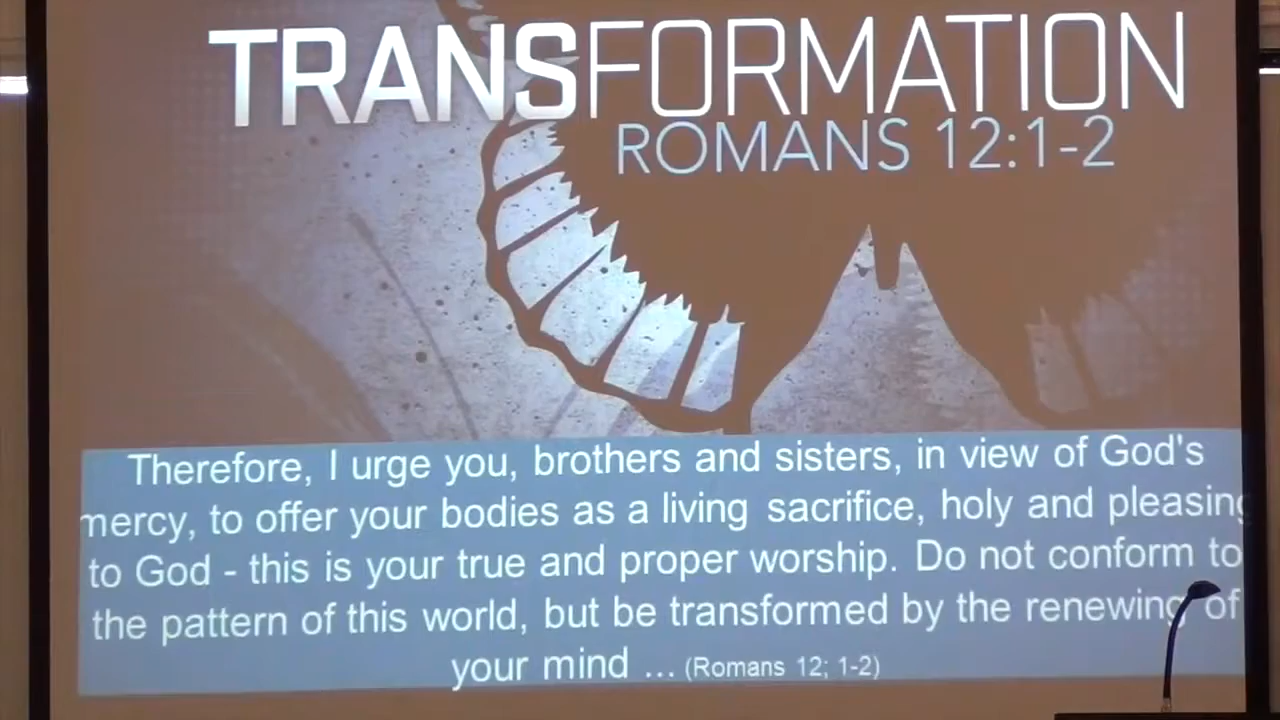 TRANSFORMATION
ROMANS 12:1-2
Therefore, I urge you, brothers and sisters, in view of God's
mercy, to offer your bodies as a living sacrifice, holy and pleasing
to God - this is your true and proper worship. Do not conform to
the pattern of this world, but be transformed by the renewing of
your mind ... (Romans 12; 1-2)